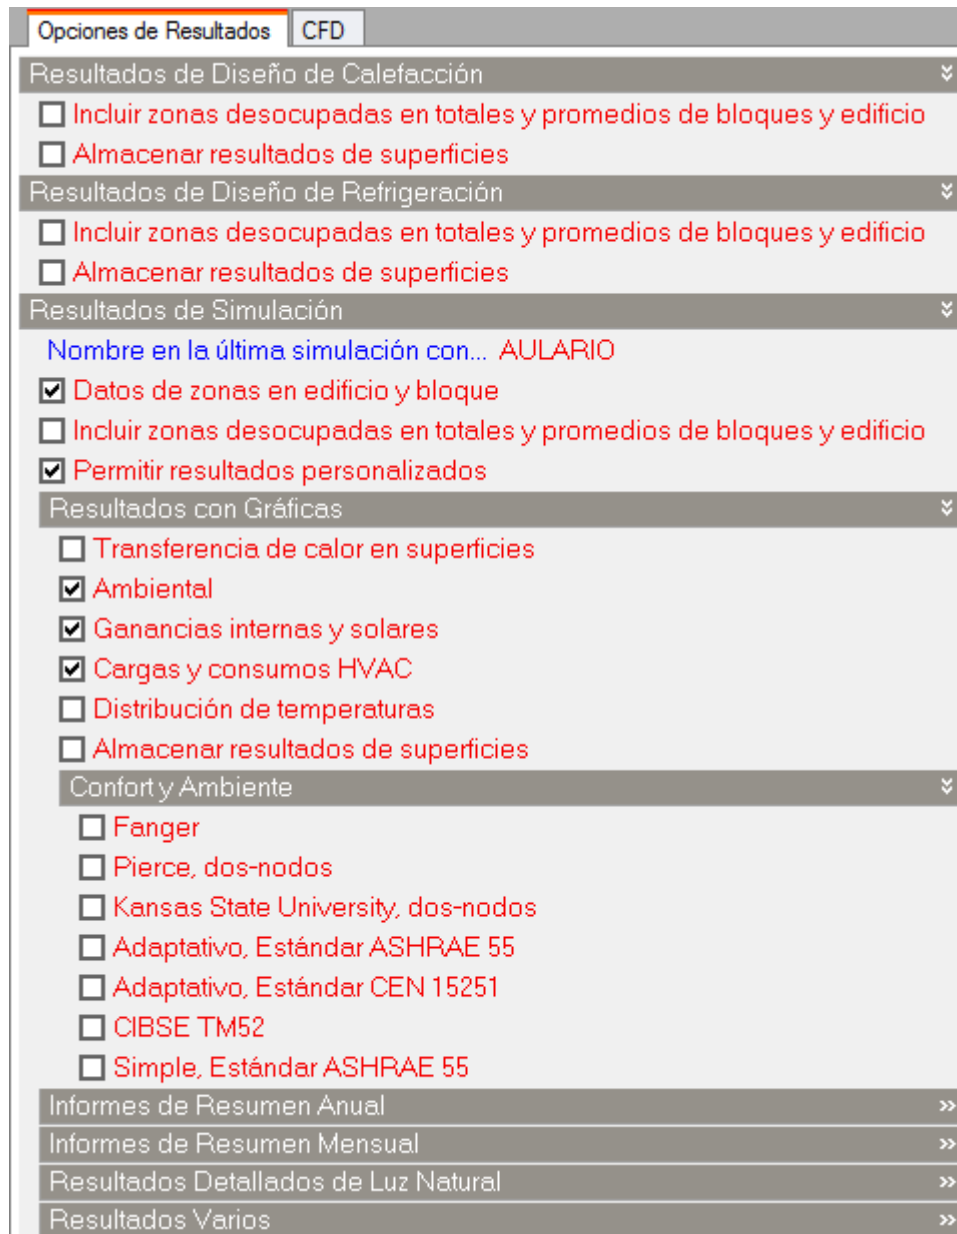 Opciones de Resultados CFD
Resultados de Diseño de Calefacción
Incluir zonas desocupadas en totales y promedios de bloques y edificio
Almacenar resultados de superficies
Resultados de Diseño de Refrigeración
Incluir zonas desocupadas en totales y promedios de bloques y edificio
Almacenar resultados de superficies
Resultados de Simulación
Nombre en la última simulación con... AULARIO
Datos de zonas en edificio y bloque
Incluir zonas desocupadas en totales y promedios de bloques y edificio
Permitir resultados personalizados
Resultados con Gráficas
Transferencia de calor en superficies
Ambiental
Ganancias internas y solares
Cargas y consumos HVAC
Distribución de temperaturas
Almacenar resultados de superficies
Confort y Ambiente
Fanger
Pierce, dos-nodos
Kansas State University, dos-nodos
Adaptativo, Estándar ASHRAE 55
Adaptativo, Estándar CEN 15251
CIBSE TM52
Simple, Estándar ASHRAE 55
Informes de Resumen Anual
Informes de Resumen Mensual
Resultados Detallados de Luz Natural
Resultados Varios